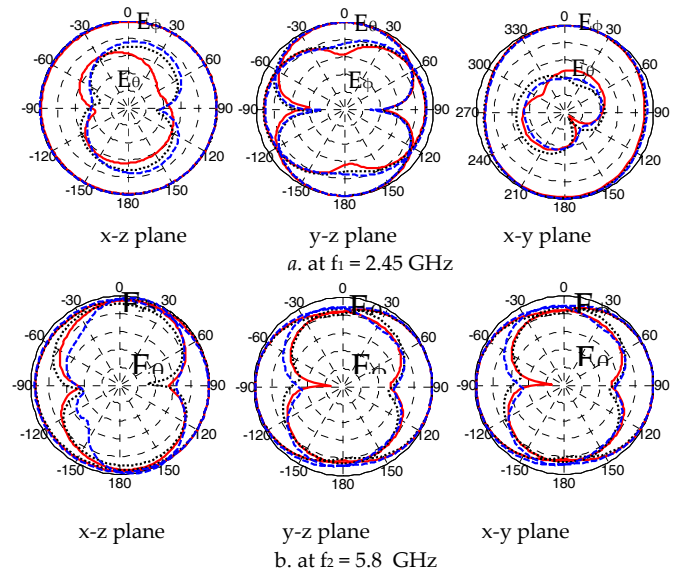 0 0 0
-30 Eϕ 30 -30 Eθ 30 330 Eϕ 30
-60 60 -60 60 300 Eθ 60
Eθ Eϕ
-90 90 -90 90 270 90
-120 120 -120 120 240 120
-150 150 -150 150 210 150
180 180 180
x-z plane y-z plane x-y plane
a. at f₁ = 2.45 GHz
0 0 0
-30 30 -30 30 -30 30
-60 60 -60 60 -60 60
-90 90 -90 90 -90 90
-120 120 -120 120 -120 120
-150 150 -150 150 -150 150
180 180 180
x-z plane y-z plane x-y plane
b. at f₂ = 5.8 GHz